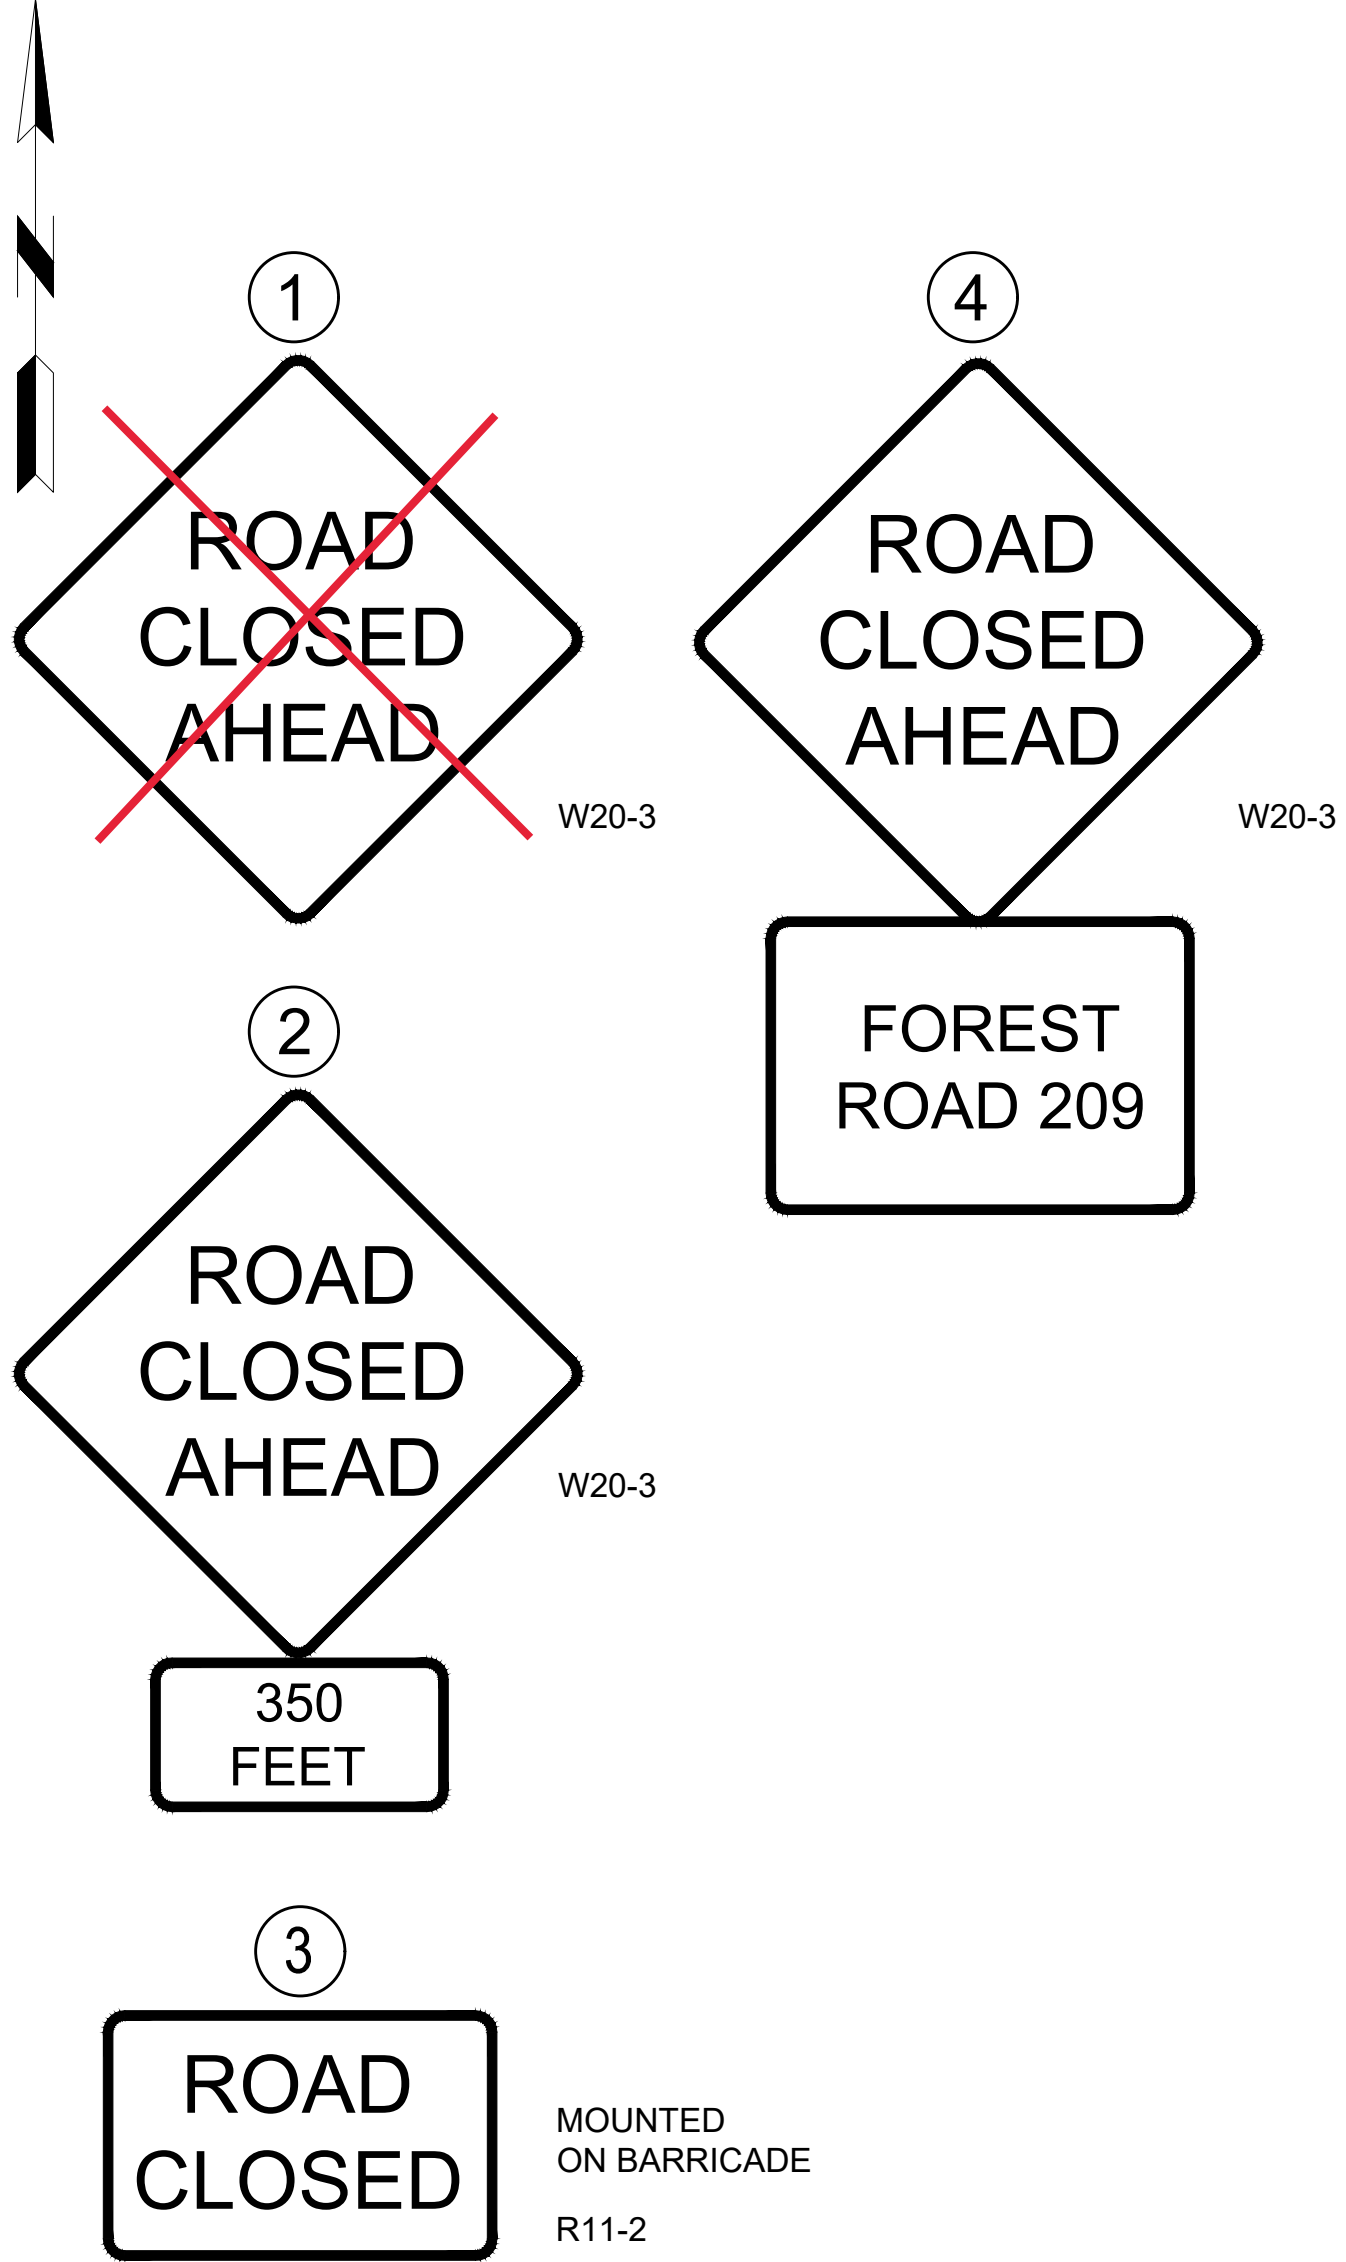 N
1
ROAD
CLOSED
AHEAD
W20-3
2
ROAD
CLOSED
AHEAD
W20-3
350
FEET
3
ROAD
CLOSED
MOUNTED
ON BARRICADE
R11-2
4
ROAD
CLOSED
AHEAD
W20-3
FOREST
ROAD 209